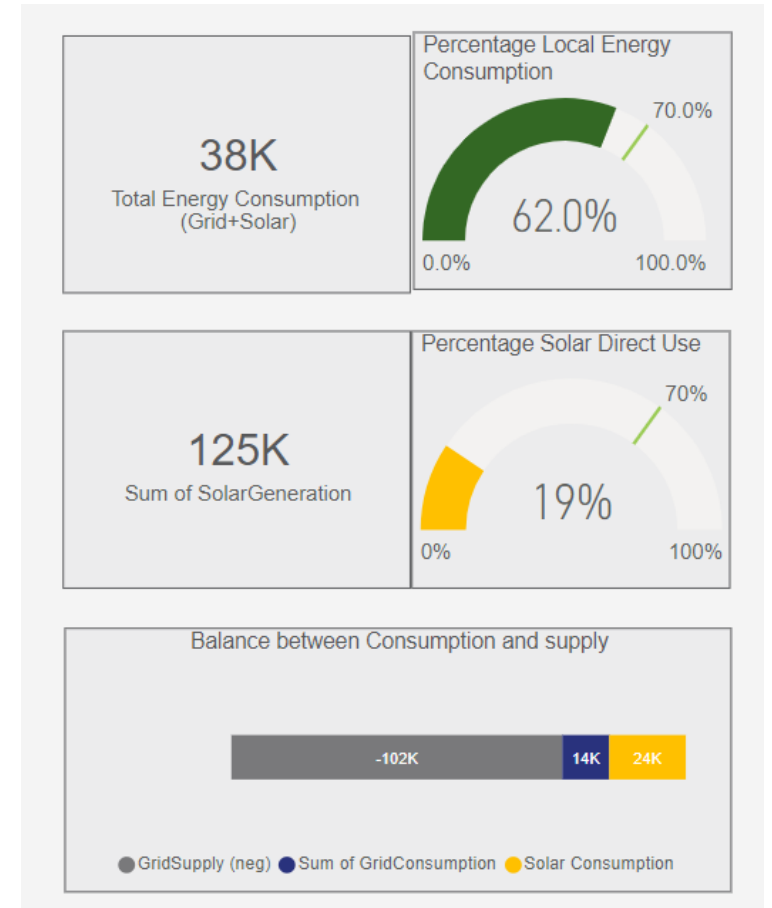 38K
Total Energy Consumption
(Grid+Solar)
Percentage Local Energy
Consumption
70.0%
62.0%
0.0%
100.0%
125K
Sum of SolarGeneration
Percentage Solar Direct Use
70%
19%
0%
100%
Balance between Consumption and supply
-102K
14K
24K
GridSupply (neg)
Sum of GridConsumption
Solar Consumption